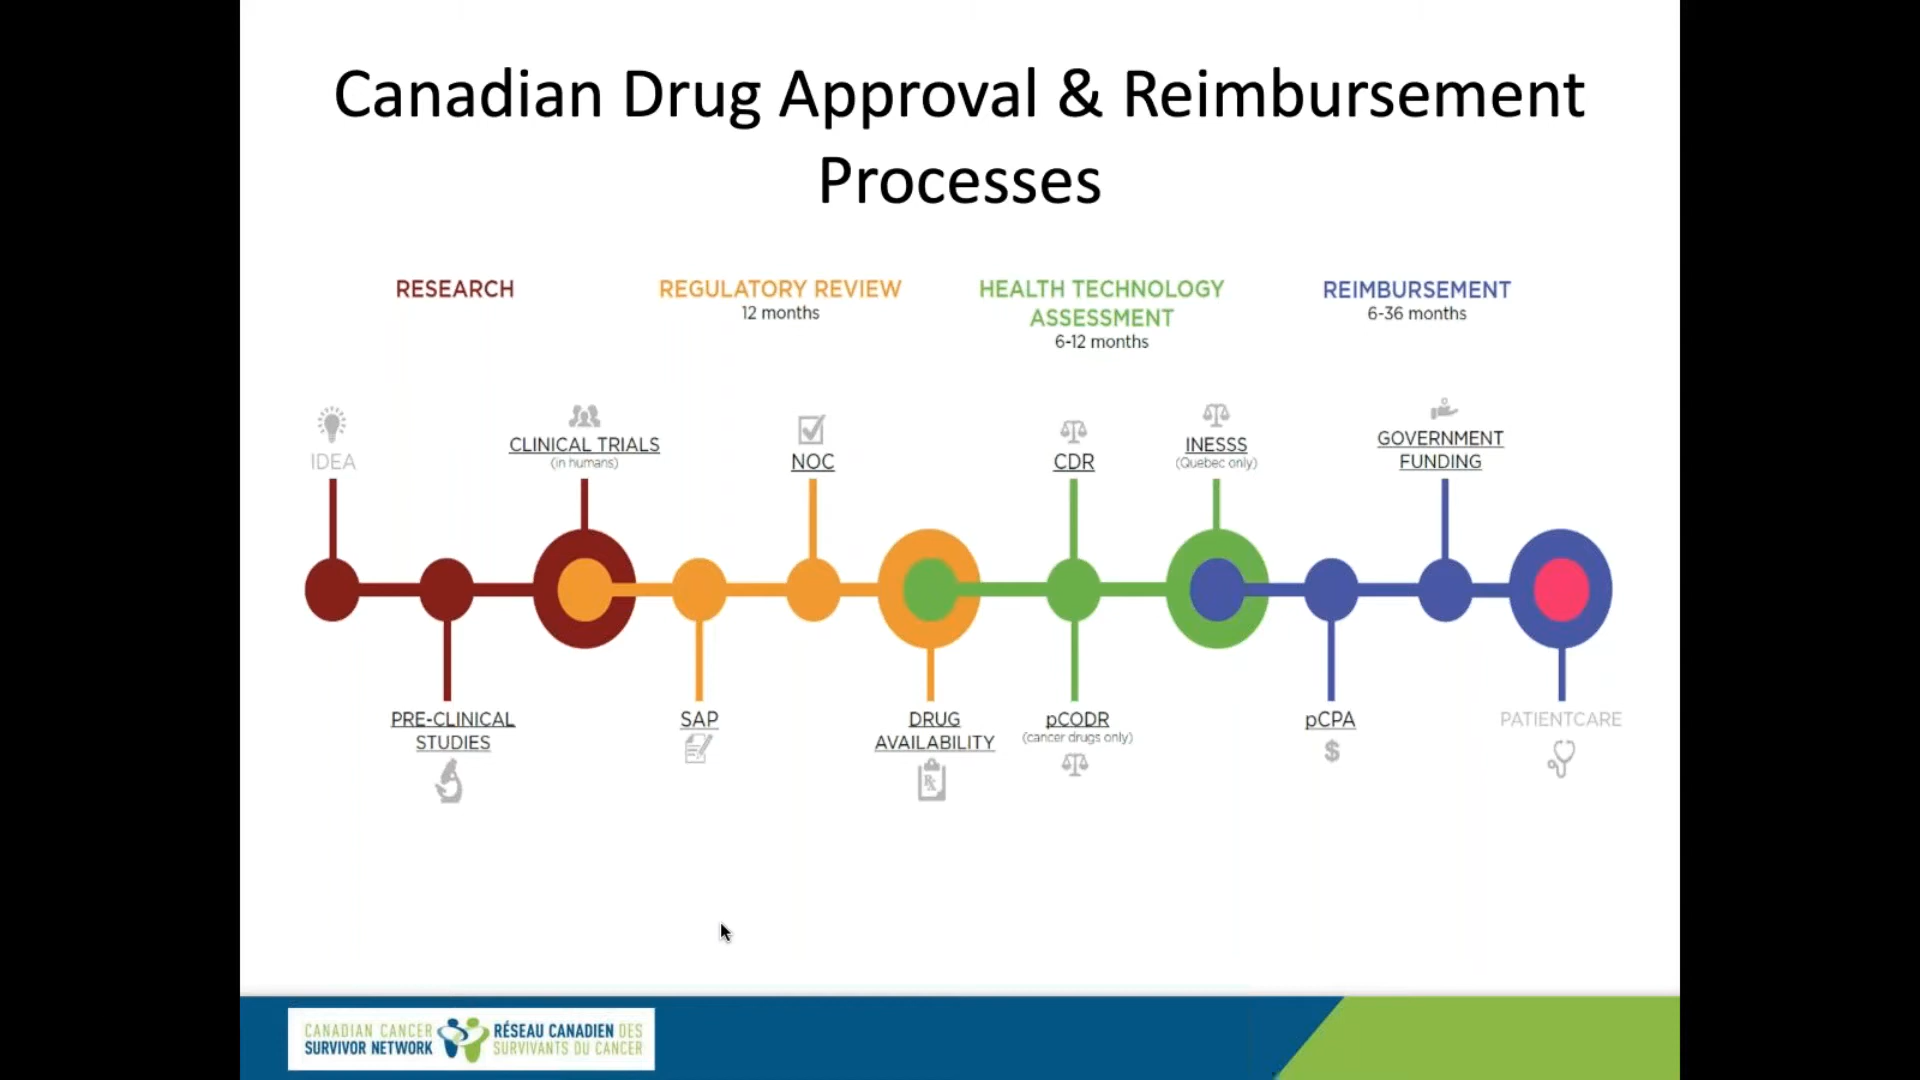 Canadian Drug Approval & Reimbursement
Processes
RESEARCH
REGULATORY REVIEW
12 months
HEALTH TECHNOLOGY
ASSESSMENT
6-12 months
REIMBURSEMENT
6-36 months
IDEA
CLINICAL TRIALS
(in humans)
NOC
CDR
INESSS
(Quebec only)
GOVERNMENT
FUNDING
PRE-CLINICAL
STUDIES
SAP
DRUG
AVAILABILITY
Rx
pCODR
(cancer drugs only)
pCPA
$
PATIENTCARE
CANADIAN CANCER
SURVIVOR NETWORK
RÉSEAU CANADIEN DES
SURVIVANTS DU CANCER